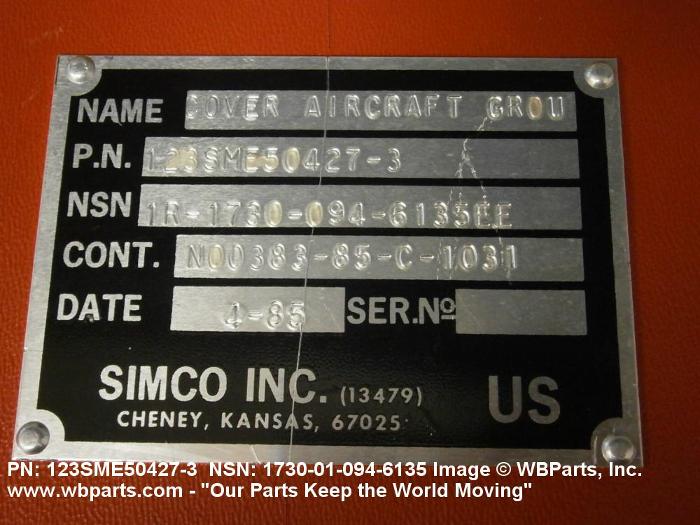 NAME COVER AIRCRAFT GROU
P.N. 123SME50427-3
NSN 1R-1730-094-6135EE
CONT. N00383-85-C-1031
DATE 4-85 SER.No
SIMCO INC. (13479) US
CHENEY, KANSAS, 67025
PN: 123SME50427-3 NSN: 1730-01-094-6135 Image © WBParts, Inc.
www.wbparts.com - "Our Parts Keep the World Moving"